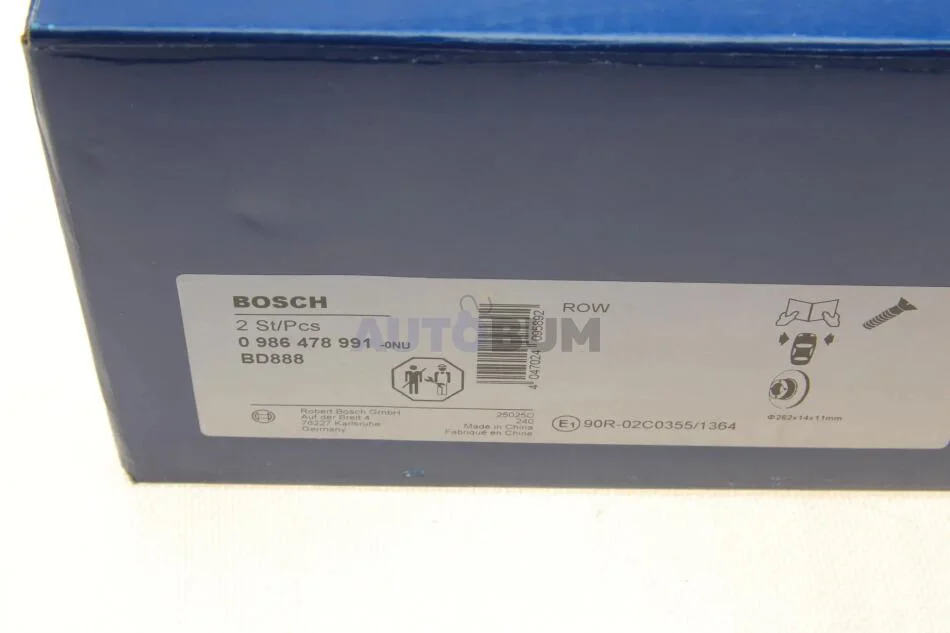 BOSCH
2 St/Pcs
0 986 478 991 -0NU
BD888
ROW
4 047024 095892
AUTOBUM
Robert Bosch GmbH
Auf der Breit 4
76227 Karlsruhe
Germany
25025C
240
Made in China
Fabriqué en Chine
E1 90R-02C0355/1364
Φ262x14x11mm